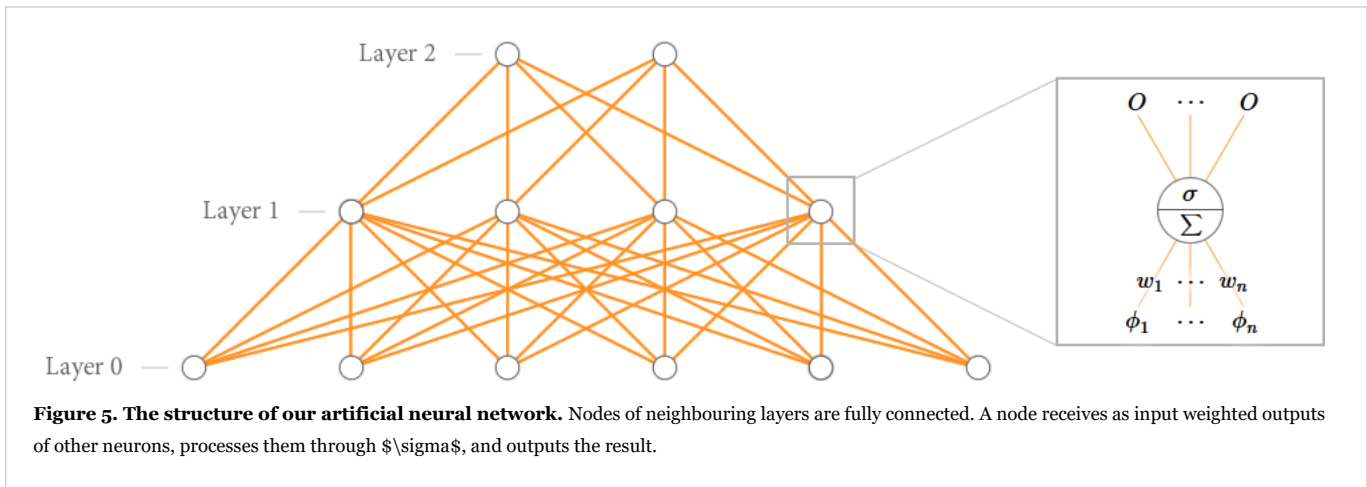 Layer 2
O ··· O
σ
Layer 1
∑
w₁ ··· wₙ
ϕ₁ ··· ϕₙ
Layer 0
Figure 5. The structure of our artificial neural network. Nodes of neighbouring layers are fully connected. A node receives as input weighted outputs
of other neurons, processes them through $\sigma$, and outputs the result.